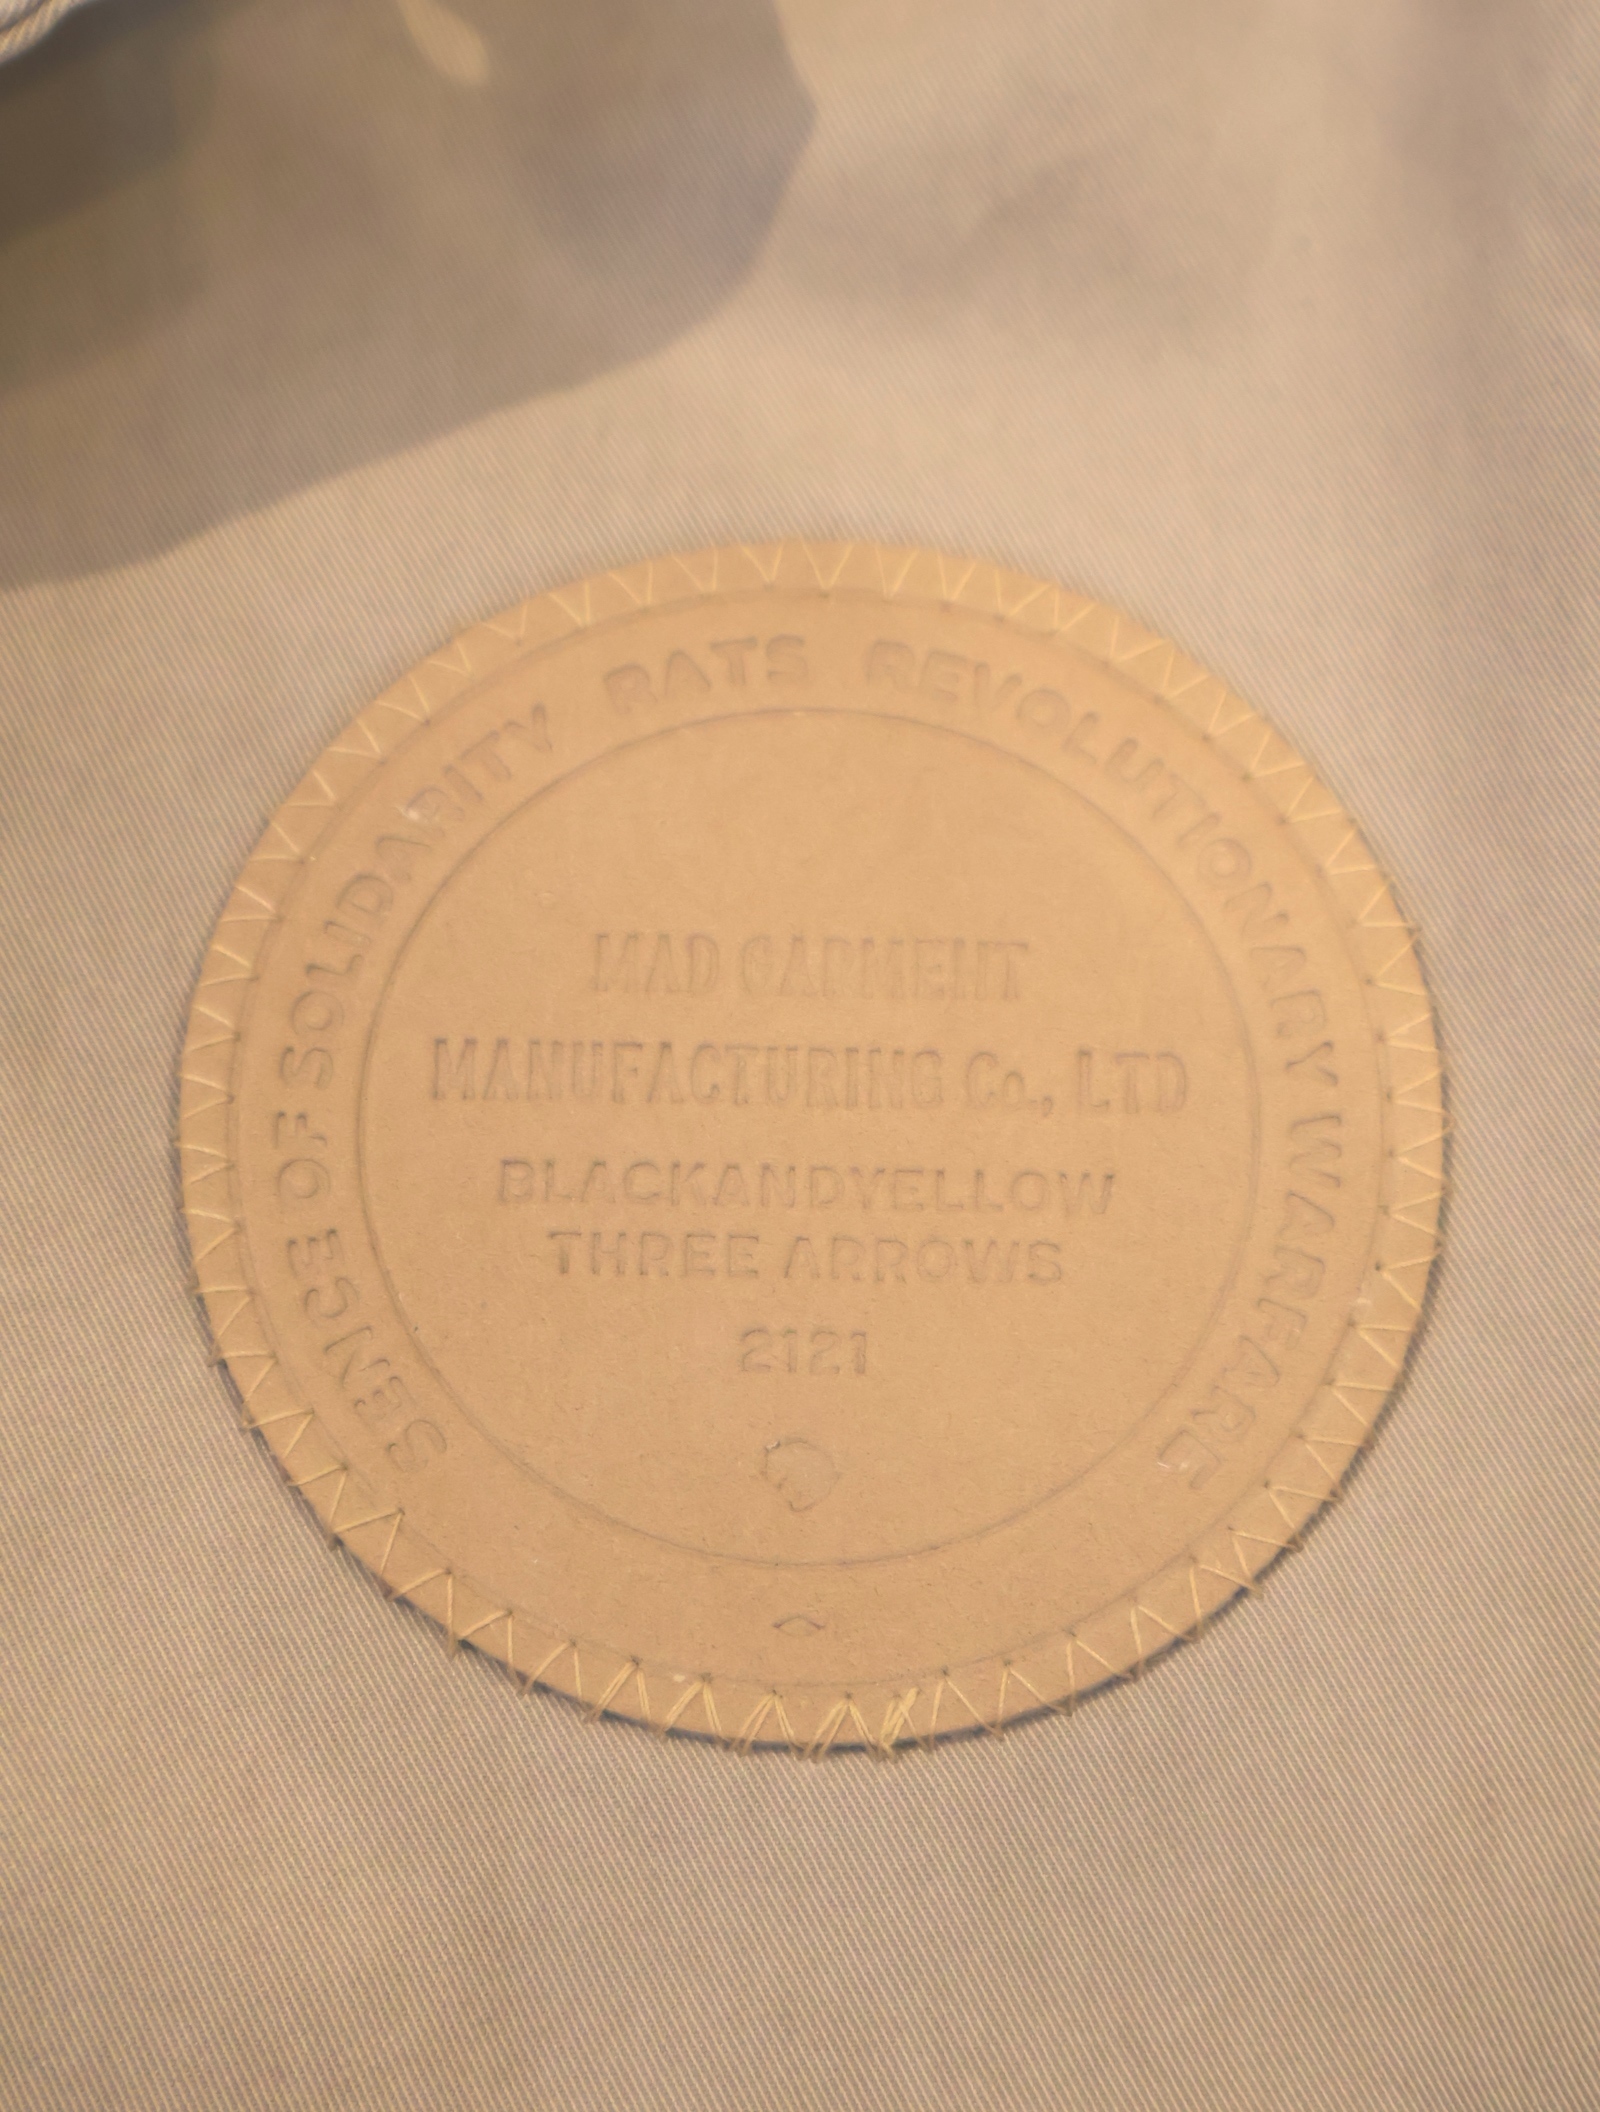 SENCE OF SOLIDARITY RATS REVOLUTIONARY WARFARE
MAD GARMENT
MANUFACTURING Co., LTD
BLACKANDYELLOW
THREE ARROWS
2121